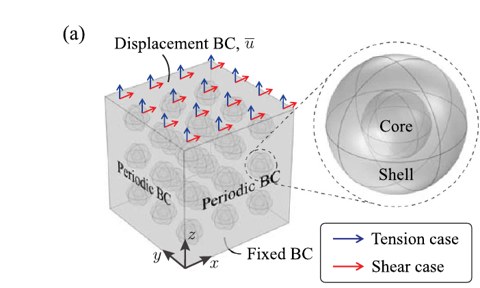 (a)
Displacement BC, u̅
Core
Shell
Periodic BC
Periodic BC
z
y
x
Fixed BC
Tension case
Shear case